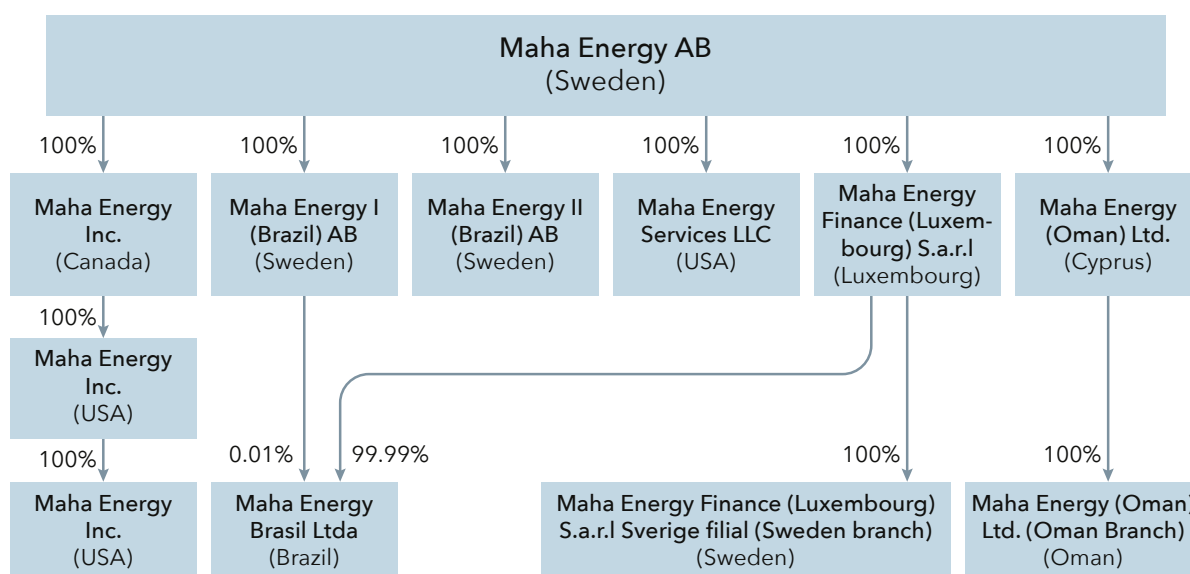 Maha Energy AB
(Sweden)
100%
100%
100%
100%
100%
100%
Maha Energy
Inc.
(Canada)
Maha Energy I
(Brazil) AB
(Sweden)
Maha Energy II
(Brazil) AB
(Sweden)
Maha Energy
Services LLC
(USA)
Maha Energy
Finance (Luxem-
bourg) S.a.r.l
(Luxembourg)
Maha Energy
(Oman) Ltd.
(Cyprus)
100%
Maha Energy
Inc.
(USA)
100%
0.01%
99.99%
100%
100%
Maha Energy
Inc.
(USA)
Maha Energy
Brasil Ltda
(Brazil)
Maha Energy Finance (Luxembourg)
S.a.r.l Sverige filial (Sweden branch)
(Sweden)
Maha Energy (Oman)
Ltd. (Oman Branch)
(Oman)